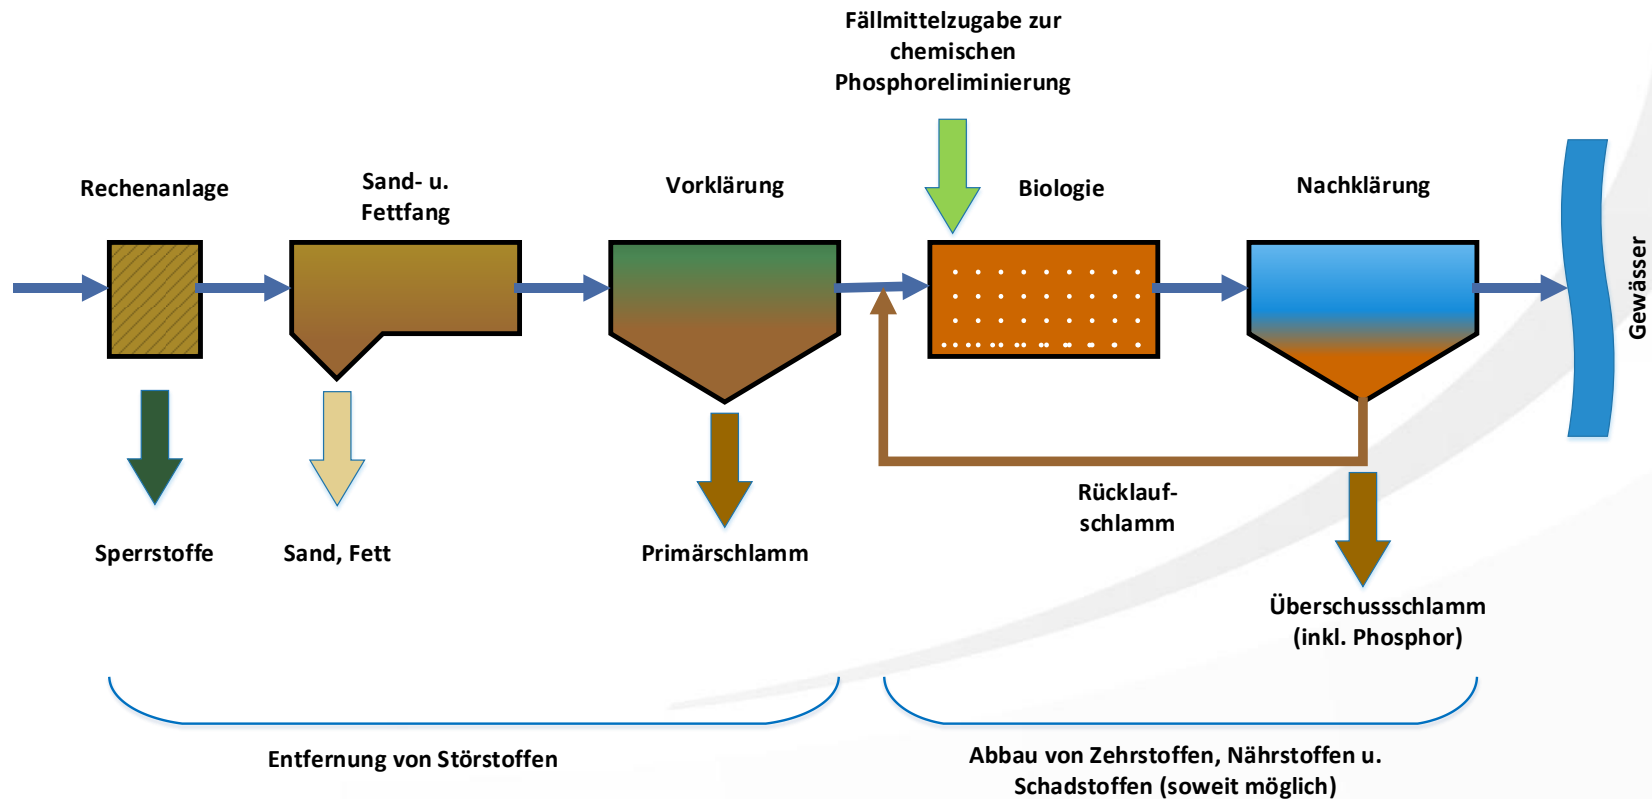 Fällmittelzugabe zur
chemischen
Phosphoreliminierung
Rechenanlage
Sand- u.
Fettfang
Vorklärung
Biologie
Nachklärung
Gewässer
Rücklauf-
schlamm
Sperrstoffe
Sand, Fett
Primärschlamm
Überschussschlamm
(inkl. Phosphor)
Entfernung von Störstoffen
Abbau von Zehrstoffen, Nährstoffen u.
Schadstoffen (soweit möglich)